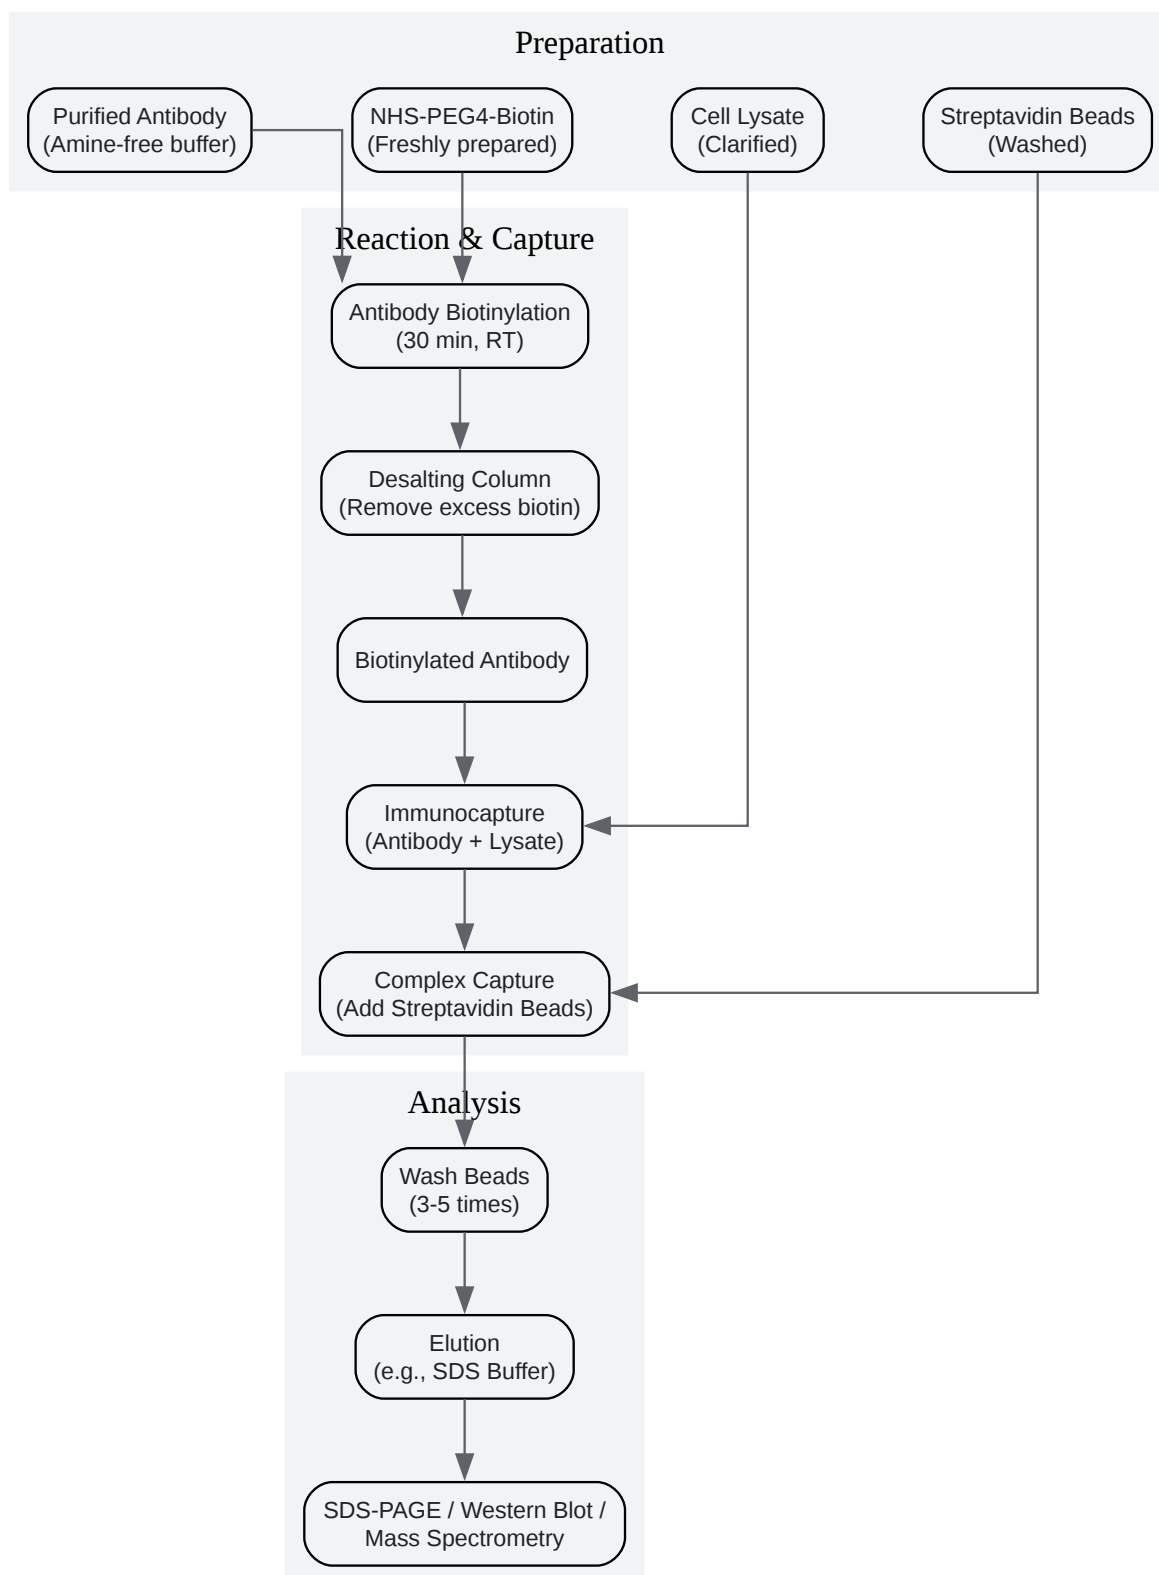 Preparation
Purified Antibody
(Amine-free buffer)
NHS-PEG4-Biotin
(Freshly prepared)
Cell Lysate
(Clarified)
Streptavidin Beads
(Washed)
Reaction & Capture
Antibody Biotinylation
(30 min, RT)
Desalting Column
(Remove excess biotin)
Biotinylated Antibody
Immunocapture
(Antibody + Lysate)
Complex Capture
(Add Streptavidin Beads)
Analysis
Wash Beads
(3-5 times)
Elution
(e.g., SDS Buffer)
SDS-PAGE / Western Blot /
Mass Spectrometry